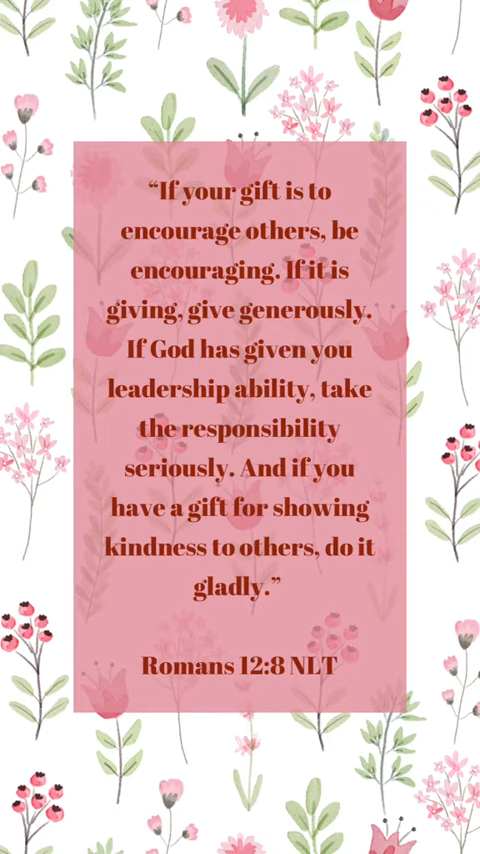 “If your gift is to
encourage others, be
encouraging. If it is
giving, give generously.
If God has given you
leadership ability, take
the responsibility
seriously. And if you
have a gift for showing
kindness to others, do it
gladly.”
Romans 12:8 NLT